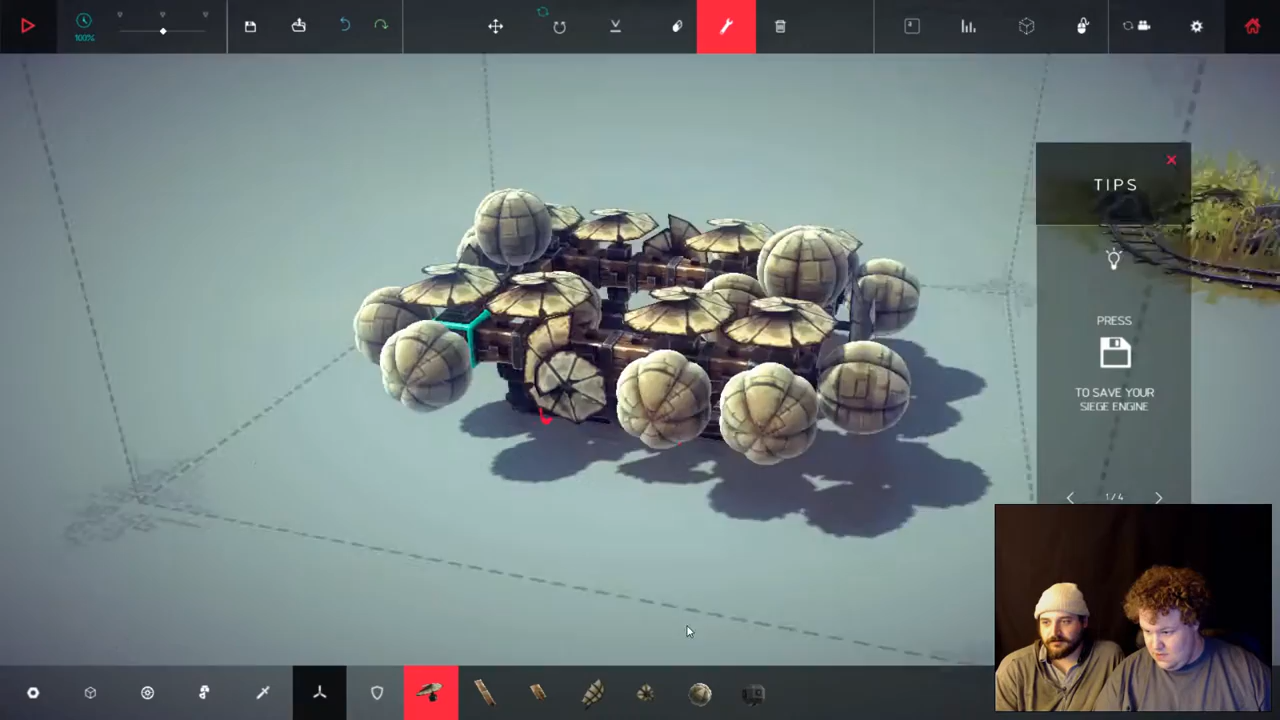 100%
TIPS
PRESS
TO SAVE YOUR
SIEGE ENGINE
1/4